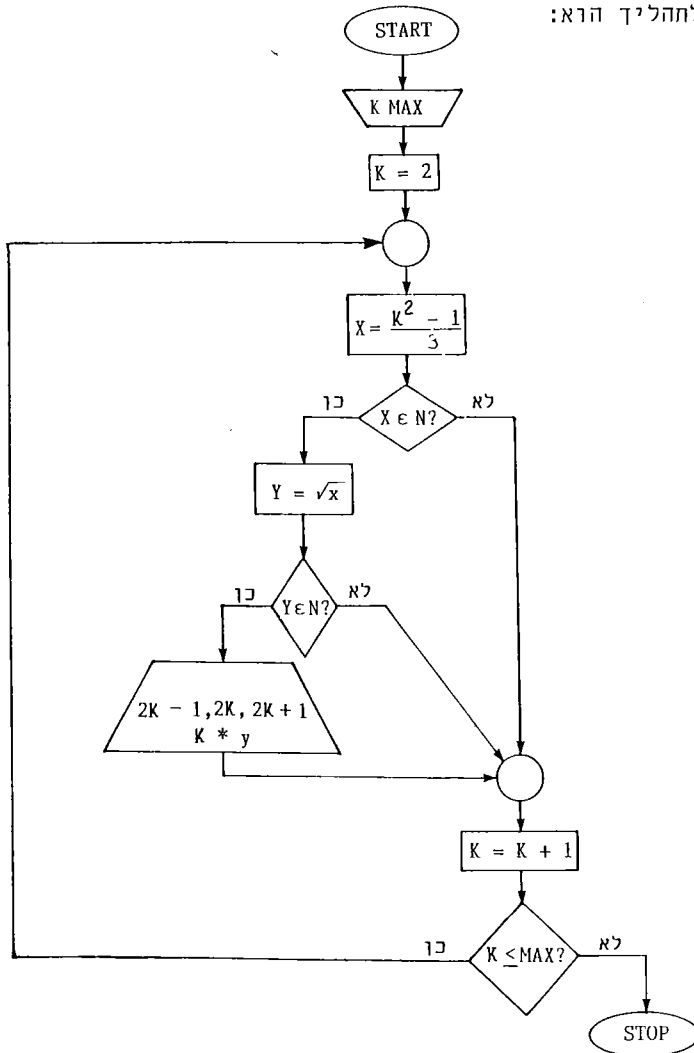 לתהליך הוא:
START
K MAX
K = 2
X = K² - 1 / 3
X ε N?
כן
לא
Y = √x
YεN?
כן
לא
2K - 1, 2K, 2K + 1
K * y
K = K + 1
K ≤ MAX?
כן
לא
STOP